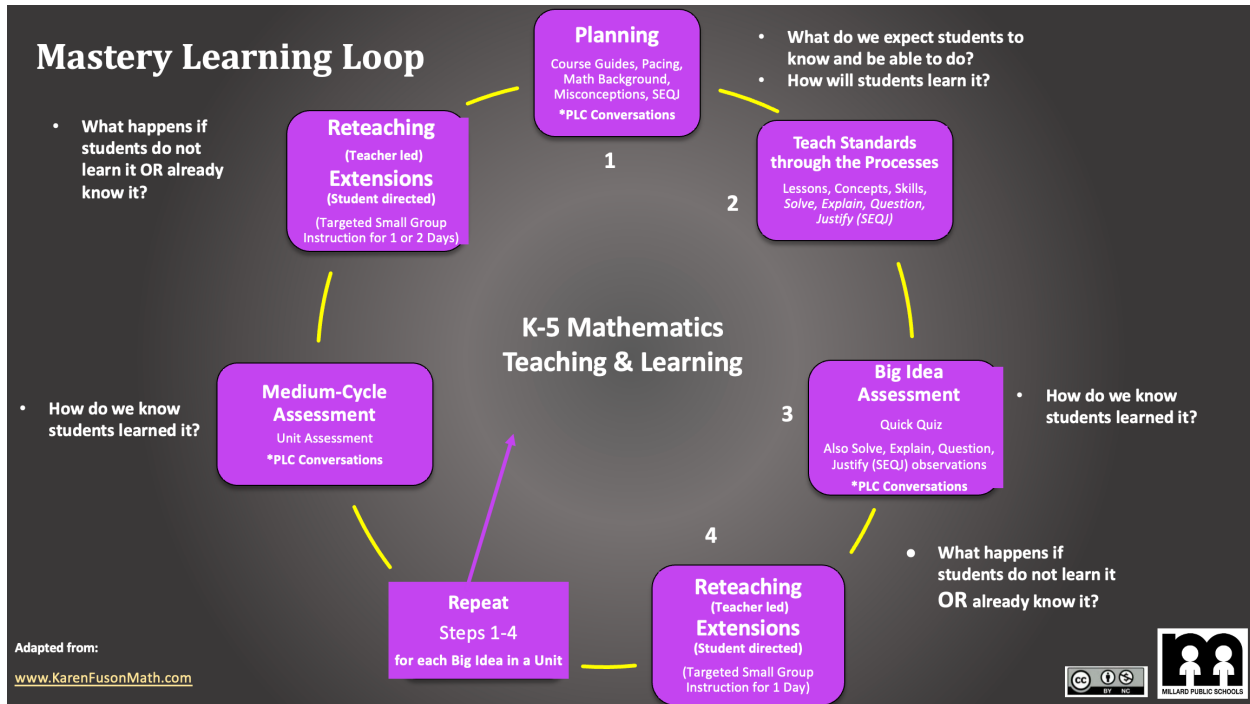 Mastery Learning Loop
Planning
Course Guides, Pacing,
Math Background,
Misconceptions, SEQJ
*PLC Conversations
1
• What do we expect students to
know and be able to do?
• How will students learn it?
Teach Standards
through the Processes
Lessons, Concepts, Skills,
Solve, Explain, Question,
Justify (SEQJ)
2
Big Idea
Assessment
Quick Quiz
Also Solve, Explain, Question,
Justify (SEQJ) observations
*PLC Conversations
3
• How do we know
students learned it?
4
Reteaching
(Teacher led)
Extensions
(Student directed)
(Targeted Small Group
Instruction for 1 Day)
• What happens if
students do not learn it
OR already know it?
Repeat
Steps 1-4
for each Big Idea in a Unit
Medium-Cycle
Assessment
Unit Assessment
*PLC Conversations
• How do we know
students learned it?
Reteaching
(Teacher led)
Extensions
(Student directed)
(Targeted Small Group
Instruction for 1 or 2 Days)
• What happens if
students do not
learn it OR already
know it?
K-5 Mathematics
Teaching & Learning
Adapted from:
www.KarenFusonMath.com
cc
BY NC
m
MILLARD PUBLIC SCHOOLS